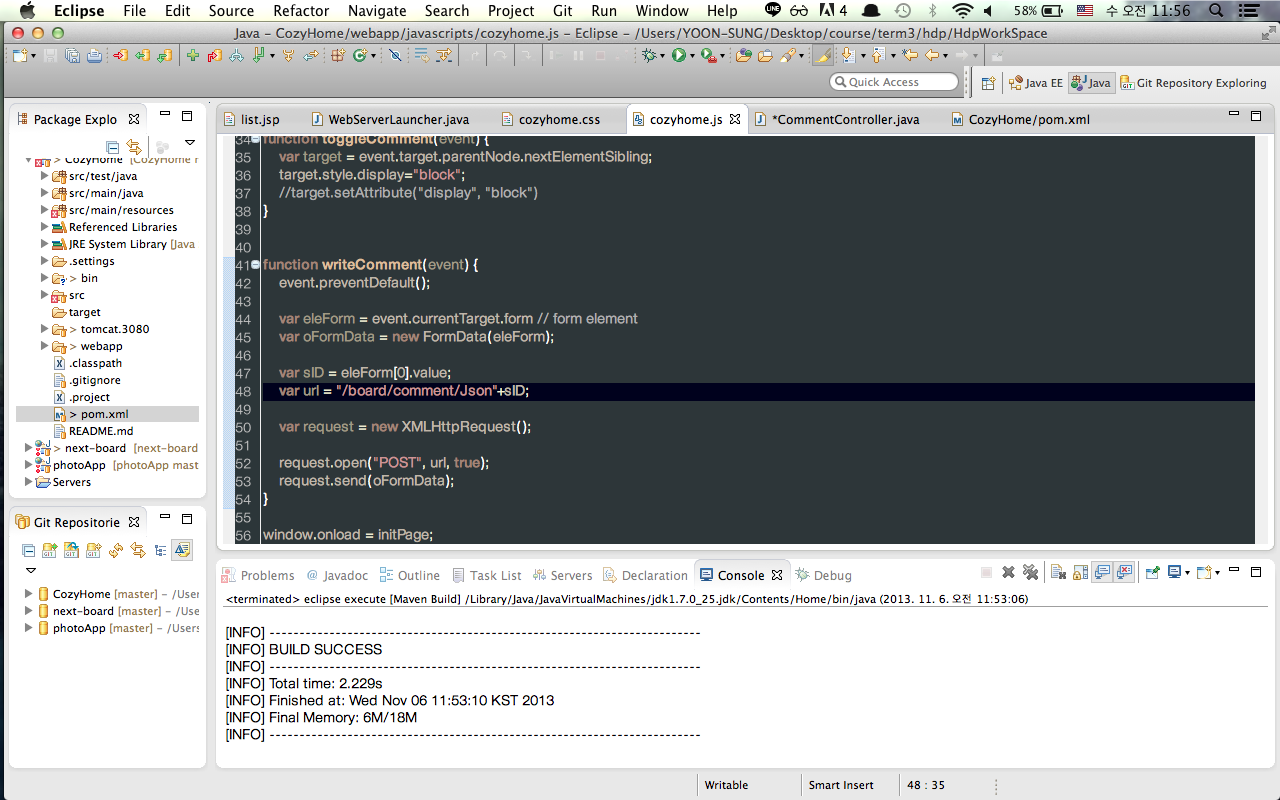 Eclipse File Edit Source Refactor Navigate Search Project Git Run Window Help 4 58% 수 오전 11:56
Java – CozyHome/webapp/javascripts/cozyhome.js – Eclipse – /Users/YOON-SUNG/Desktop/course/term3/hdp/HdpWorkSpace
Quick Access Java EE Java Git Repository Exploring
Package Explo
list.jsp WebServerLauncher.java cozyhome.css cozyhome.js *CommentController.java CozyHome/pom.xml
> CozyHome [CozyHome
src/test/java
src/main/java
src/main/resources
Referenced Libraries
JRE System Library [Java
.settings
> bin
src
target
> tomcat.3080
> webapp
.classpath
.gitignore
.project
> pom.xml
README.md
> next-board [next-board
photoApp [photoApp mast
Servers
34 function toggleComment(event) {
35 var target = event.target.parentNode.nextElementSibling;
36 target.style.display="block";
37 //target.setAttribute("display", "block")
38 }
39
40
41 function writeComment(event) {
42 event.preventDefault();
43
44 var eleForm = event.currentTarget.form // form element
45 var oFormData = new FormData(eleForm);
46
47 var sID = eleForm[0].value;
48 var url = "/board/comment/Json"+sID;
49
50 var request = new XMLHttpRequest();
51
52 request.open("POST", url, true);
53 request.send(oFormData);
54 }
55
56 window.onload = initPage;
Git Repositorie
CozyHome [master] – /Users
next-board [master] – /Use
photoApp [master] – /Users
Problems @ Javadoc Outline Task List Servers Declaration Console Debug
<terminated> eclipse execute [Maven Build] /Library/Java/JavaVirtualMachines/jdk1.7.0_25.jdk/Contents/Home/bin/java (2013. 11. 6. 오전 11:53:06)
[INFO] ------------------------------------------------------------------------
[INFO] BUILD SUCCESS
[INFO] ------------------------------------------------------------------------
[INFO] Total time: 2.229s
[INFO] Finished at: Wed Nov 06 11:53:10 KST 2013
[INFO] Final Memory: 6M/18M
[INFO] ------------------------------------------------------------------------
Writable Smart Insert 48 : 35